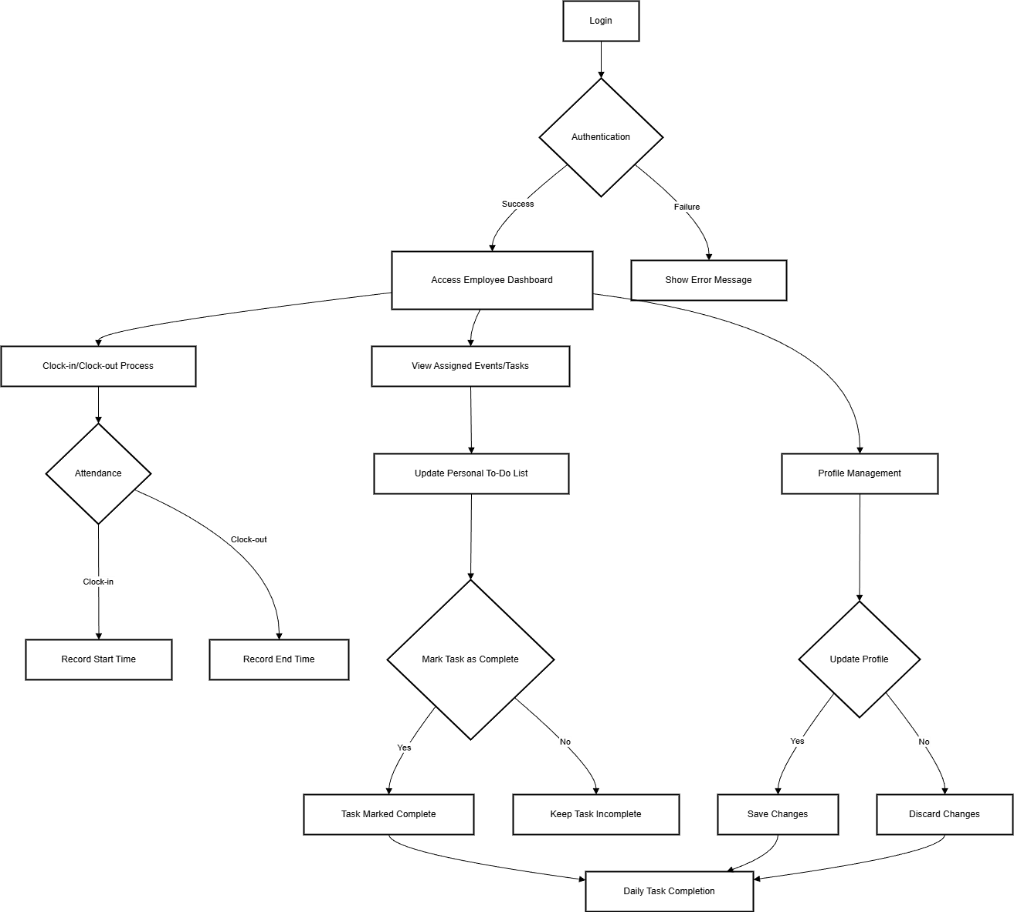 Login
Authentication
Success
Failure
Access Employee Dashboard
Show Error Message
Clock-in/Clock-out Process
View Assigned Events/Tasks
Attendance
Update Personal To-Do List
Profile Management
Clock-out
Clock-in
Record Start Time
Record End Time
Mark Task as Complete
Update Profile
Yes
No
Yes
No
Task Marked Complete
Keep Task Incomplete
Save Changes
Discard Changes
Daily Task Completion